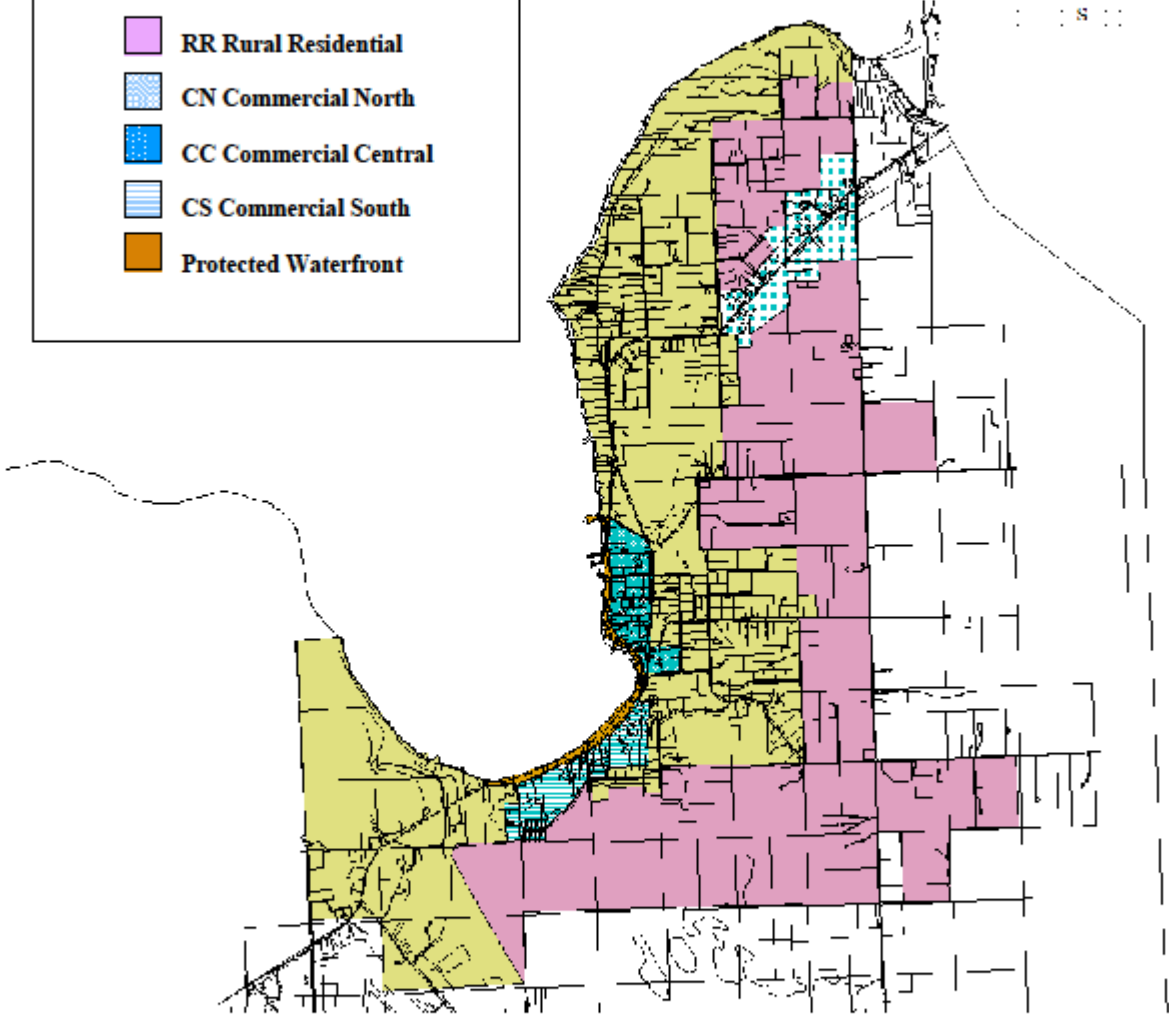 S
RR Rural Residential
CN Commercial North
CC Commercial Central
CS Commercial South
Protected Waterfront